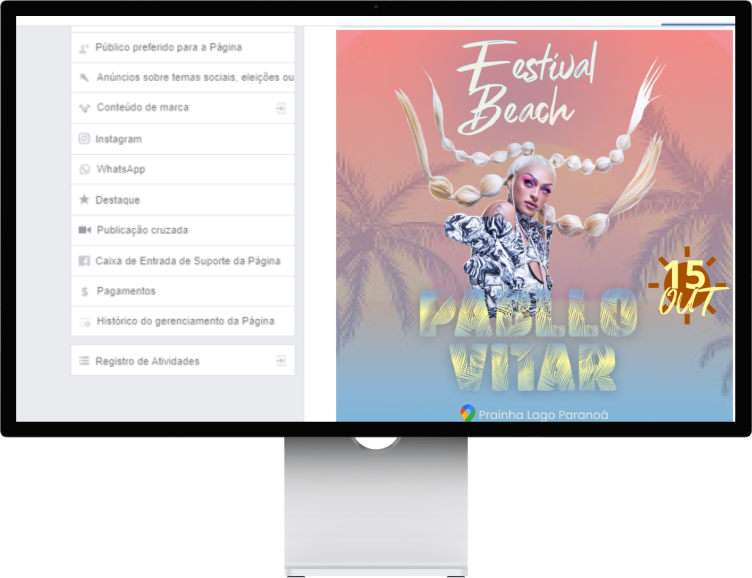 Público preferido para a Página
Anúncios sobre temas sociais, eleições ou
Conteúdo de marca
Instagram
WhatsApp
Destaque
Publicação cruzada
Caixa de Entrada de Suporte da Página
Pagamentos
Histórico do gerenciamento da Página
Registro de Atividades
Festival
Beach
15
OUT
PABLLO
VITAR
Prainha Lago Paranoá